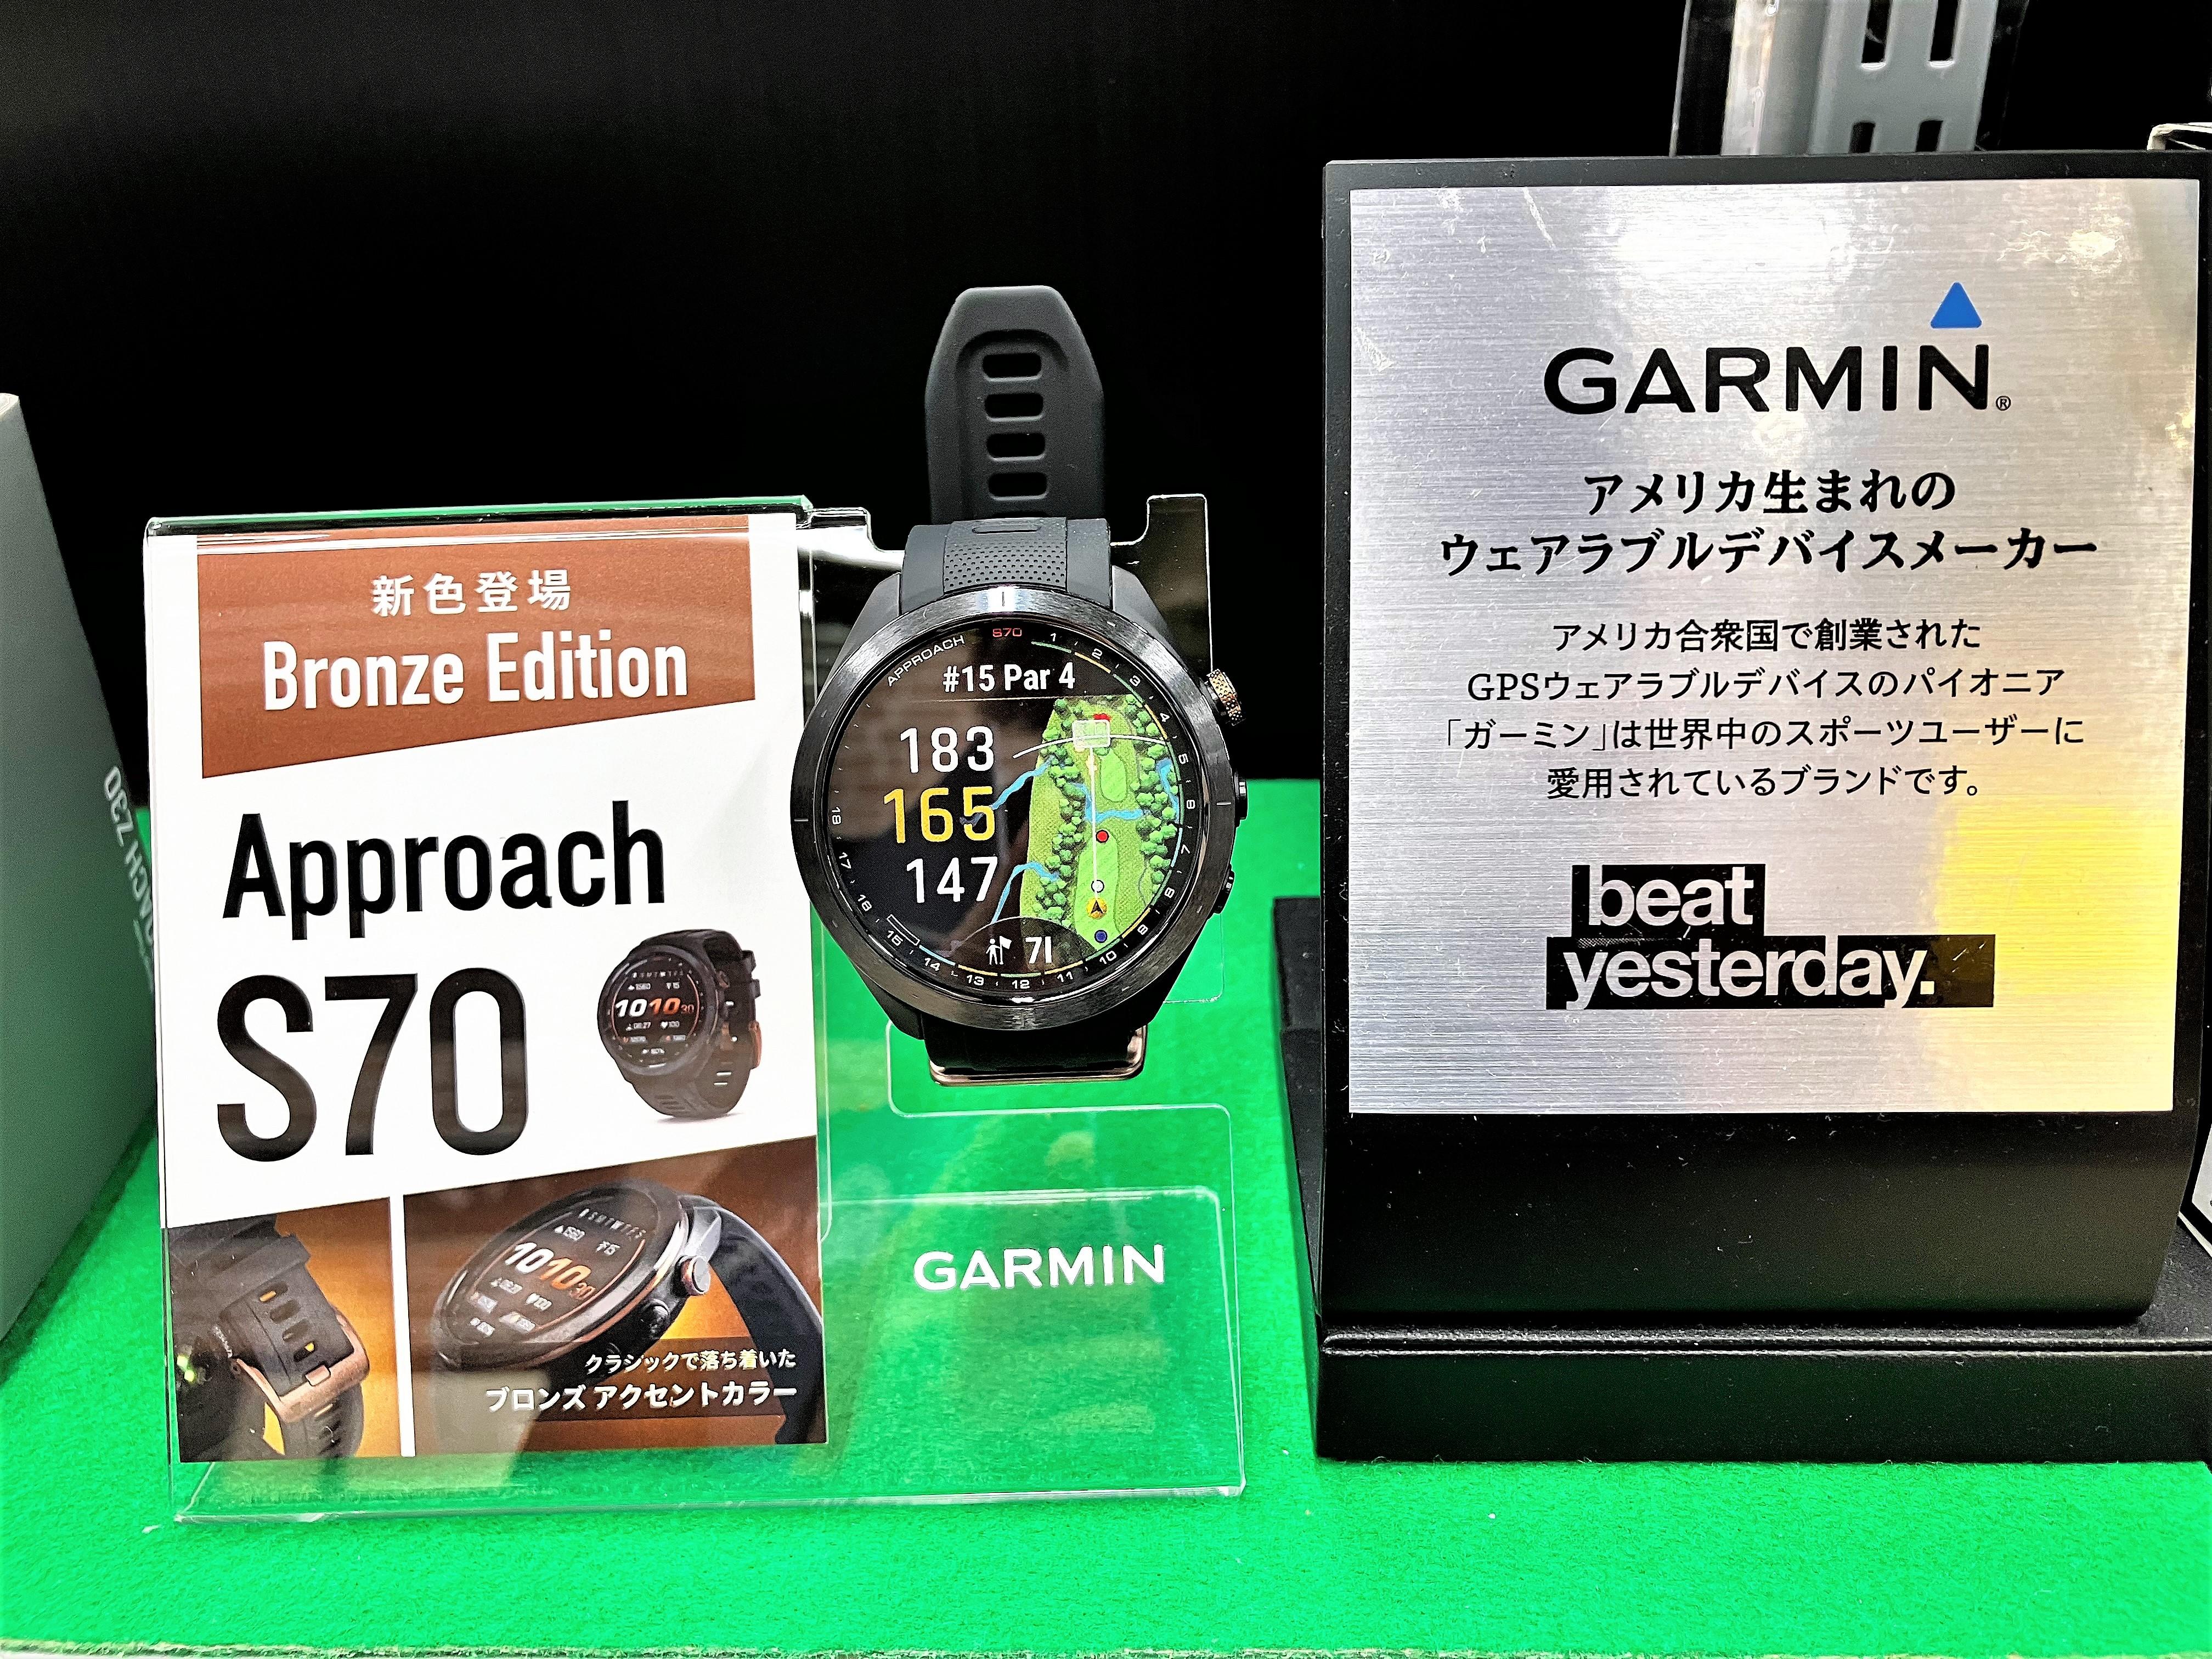 新色登場
Bronze Edition
Approach
S70
クラシックで落ち着いた
ブロンズ アクセントカラー
APPROACH S70
#15 Par 4
183
165
147
71
GARMIN
GARMIN®
アメリカ生まれの
ウェアラブルデバイスメーカー
アメリカ合衆国で創業された
GPSウェアラブルデバイスのパイオニア
「ガーミン」は世界中のスポーツユーザーに
愛用されているブランドです。
beat
yesterday.